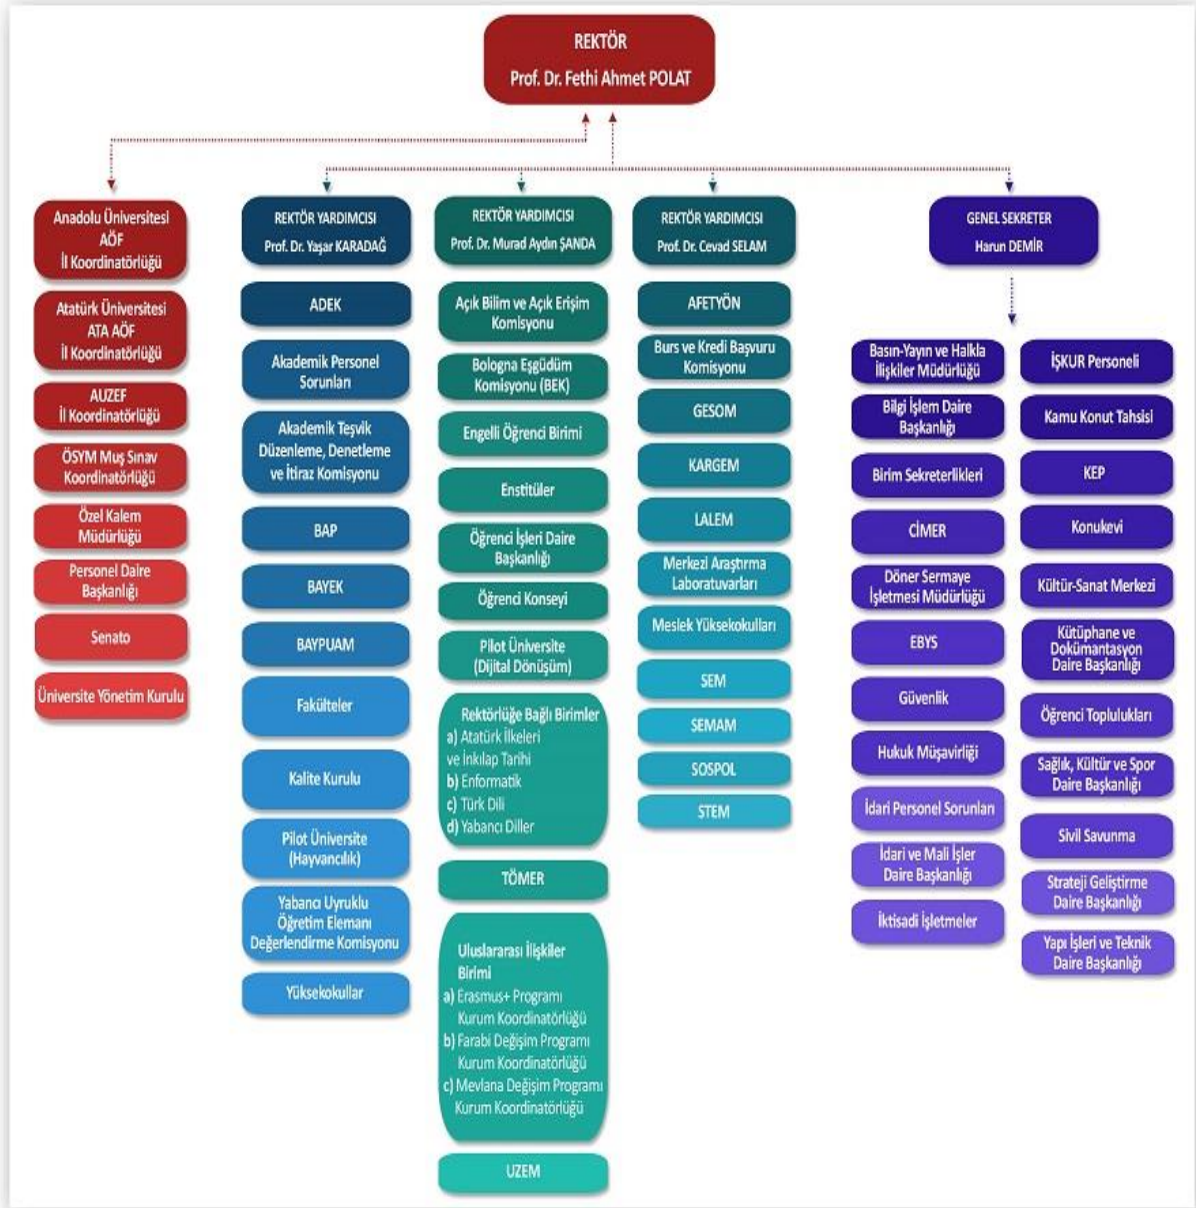 REKTÖR
Prof. Dr. Fethi Ahmet POLAT
Anadolu Üniversitesi
AÖF
İl Koordinatörlüğü
Atatürk Üniversitesi
ATA AÖF
İl Koordinatörlüğü
AUZEF
İl Koordinatörlüğü
ÖSYM Muş Sınav
Koordinatörlüğü
Özel Kalem
Müdürlüğü
Personel Daire
Başkanlığı
Senato
Üniversite Yönetim Kurulu
REKTÖR YARDIMCISI
Prof. Dr. Yaşar KARADAĞ
ADEK
Akademik Personel
Sorunları
Akademik Teşvik
Düzenleme, Denetleme
ve İtiraz Komisyonu
BAP
BAYEK
BAYPUAM
Fakülteler
Kalite Kurulu
Pilot Üniversite
(Hayvancılık)
Yabancı Uyruklu
Öğretim Elemanı
Değerlendirme Komisyonu
Yüksekokullar
REKTÖR YARDIMCISI
Prof. Dr. Murad Aydın ŞANDA
Açık Bilim ve Açık Erişim
Komisyonu
Bologna Eşgüdüm
Komisyonu (BEK)
Engelli Öğrenci Birimi
Enstitüler
Öğrenci İşleri Daire
Başkanlığı
Öğrenci Konseyi
Pilot Üniversite
(Dijital Dönüşüm)
Rektörlüğe Bağlı Birimler
a) Atatürk İlkeleri
ve İnkılap Tarihi
b) Enformatik
c) Türk Dili
d) Yabancı Diller
TÖMER
Uluslararası İlişkiler
Birimi
a) Erasmus+ Programı
Kurum Koordinatörlüğü
b) Farabi Değişim Programı
Kurum Koordinatörlüğü
c) Mevlana Değişim Programı
Kurum Koordinatörlüğü
UZEM
REKTÖR YARDIMCISI
Prof. Dr. Cevad SELAM
AFETYÖN
Burs ve Kredi Başvuru
Komisyonu
GESOM
KARGEM
LALEM
Merkezi Araştırma
Laboratuvarları
Meslek Yüksekokulları
SEM
SEMAM
SOSPOL
STEM
GENEL SEKRETER
Harun DEMİR
Basın-Yayın ve Halkla
İlişkiler Müdürlüğü
Bilgi İşlem Daire
Başkanlığı
Birim Sekreterlikleri
CİMER
Döner Sermaye
İşletmesi Müdürlüğü
EBYS
Güvenlik
Hukuk Müşavirliği
İdari Personel Sorunları
İdari ve Mali İşler
Daire Başkanlığı
İktisadi İşletmeler
İŞKUR Personeli
Kamu Konut Tahsisi
KEP
Konukevi
Kültür-Sanat Merkezi
Kütüphane ve
Dokümantasyon
Daire Başkanlığı
Öğrenci Toplulukları
Sağlık, Kültür ve Spor
Daire Başkanlığı
Sivil Savunma
Strateji Geliştirme
Daire Başkanlığı
Yapı İşleri ve Teknik
Daire Başkanlığı